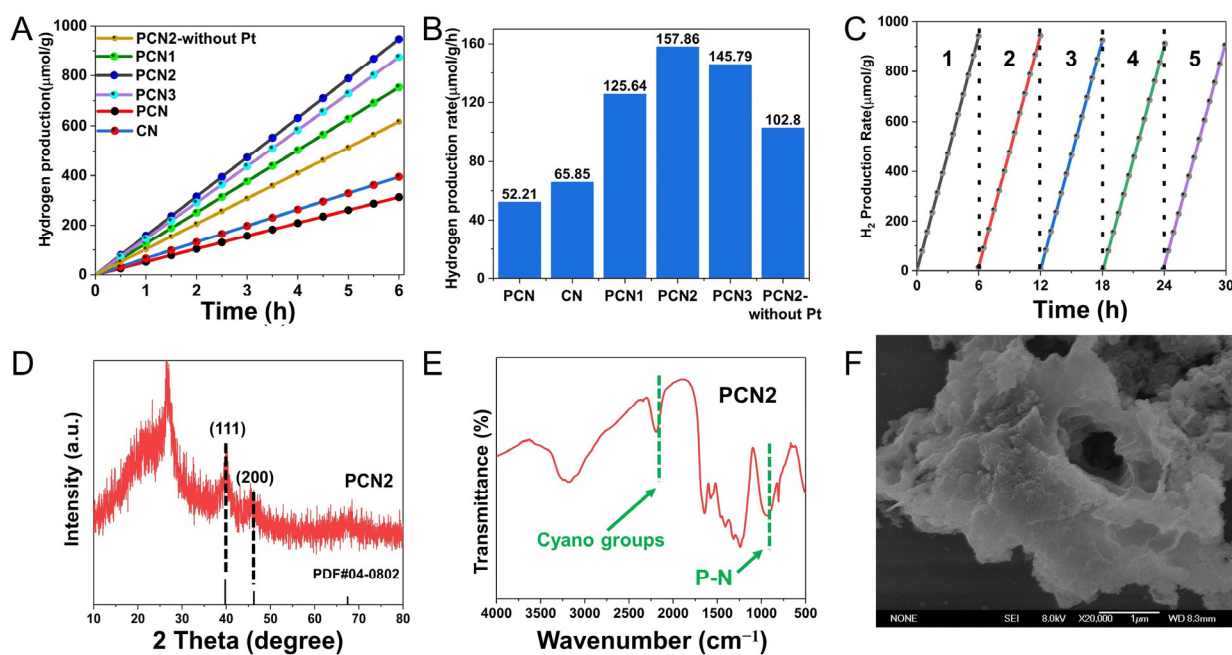 A
Hydrogen production(μmol/g)
1000
800
600
400
200
0
PCN2-without Pt
PCN1
PCN2
PCN3
PCN
CN
0 1 2 3 4 5 6
Time (h)
B
Hydrogen production rate(μmol/g/h)
160
120
80
40
0
52.21
65.85
125.64
157.86
145.79
102.8
PCN CN PCN1 PCN2 PCN3 PCN2-
without Pt
C
H2 Production Rate(μmol/g)
1000
800
600
400
200
0
1 2 3 4 5
0 6 12 18 24 30
Time (h)
D
Intensity (a.u.)
(111)
(200)
PCN2
PDF#04-0802
10 20 30 40 50 60 70 80
2 Theta (degree)
E
Transmittance (%)
PCN2
Cyano groups
P-N
4000 3500 3000 2500 2000 1500 1000 500
Wavenumber (cm−1)
F
NONE SEI 8.0kV X20,000 1μm WD 8.3mm